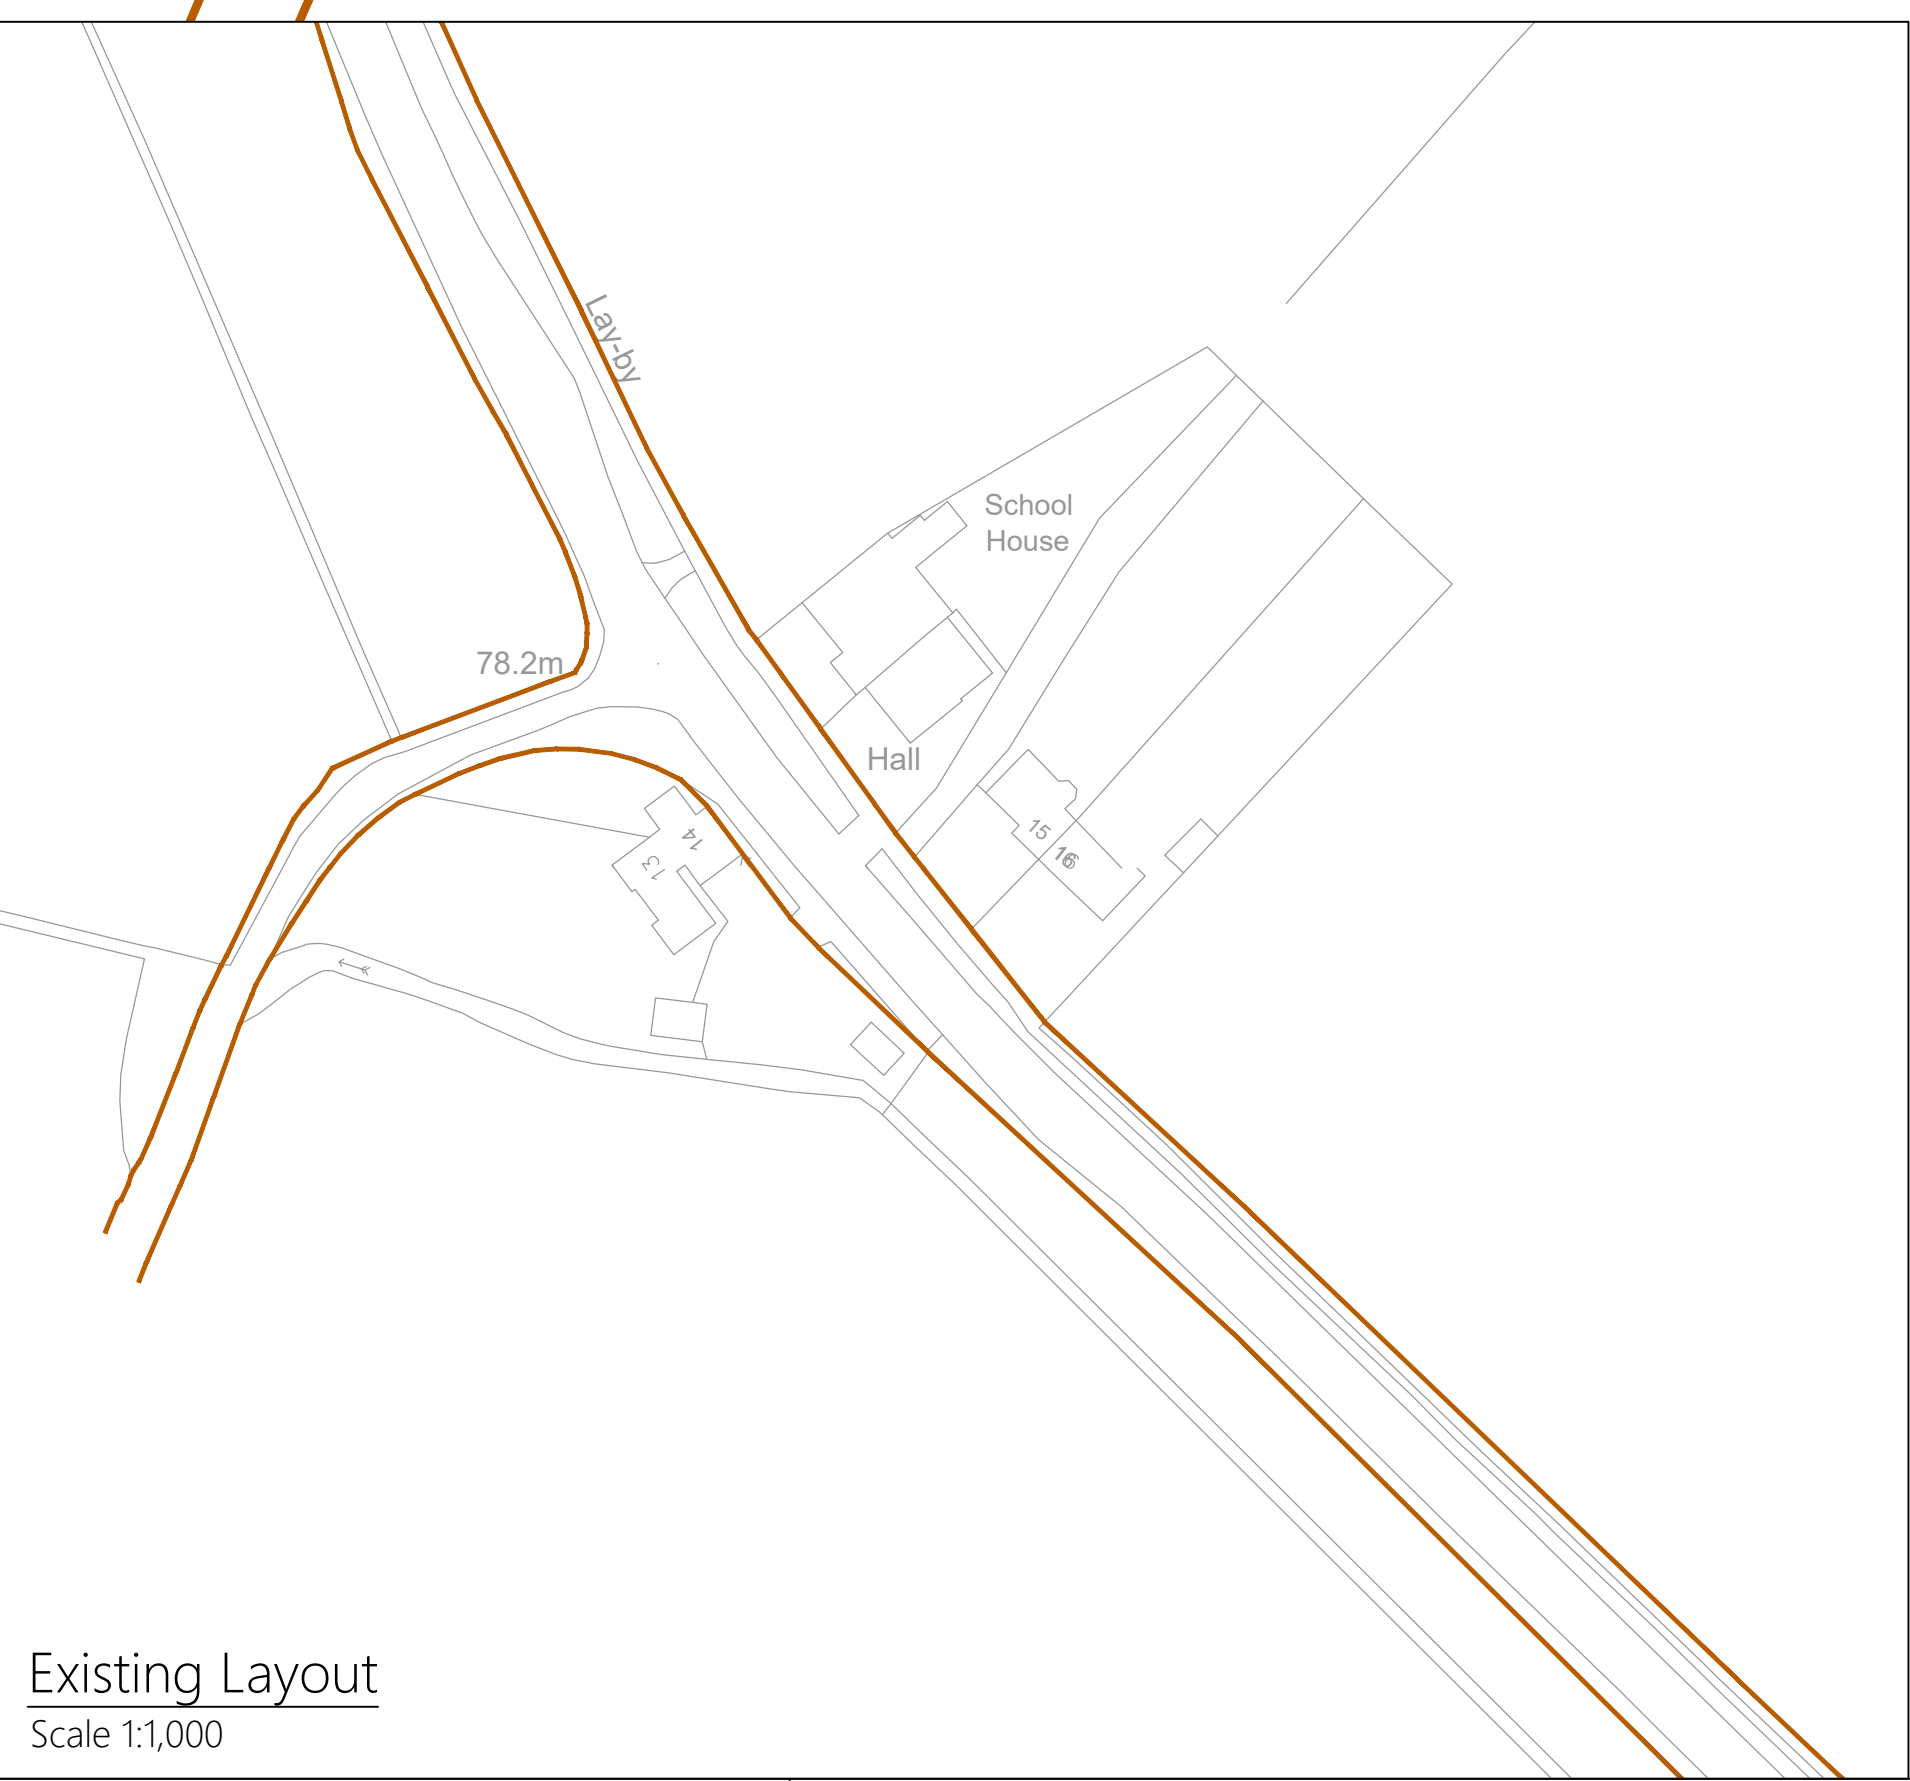 Lay-by
School
House
78.2m
Hall
14
13
15
16
Existing Layout
Scale 1:1,000